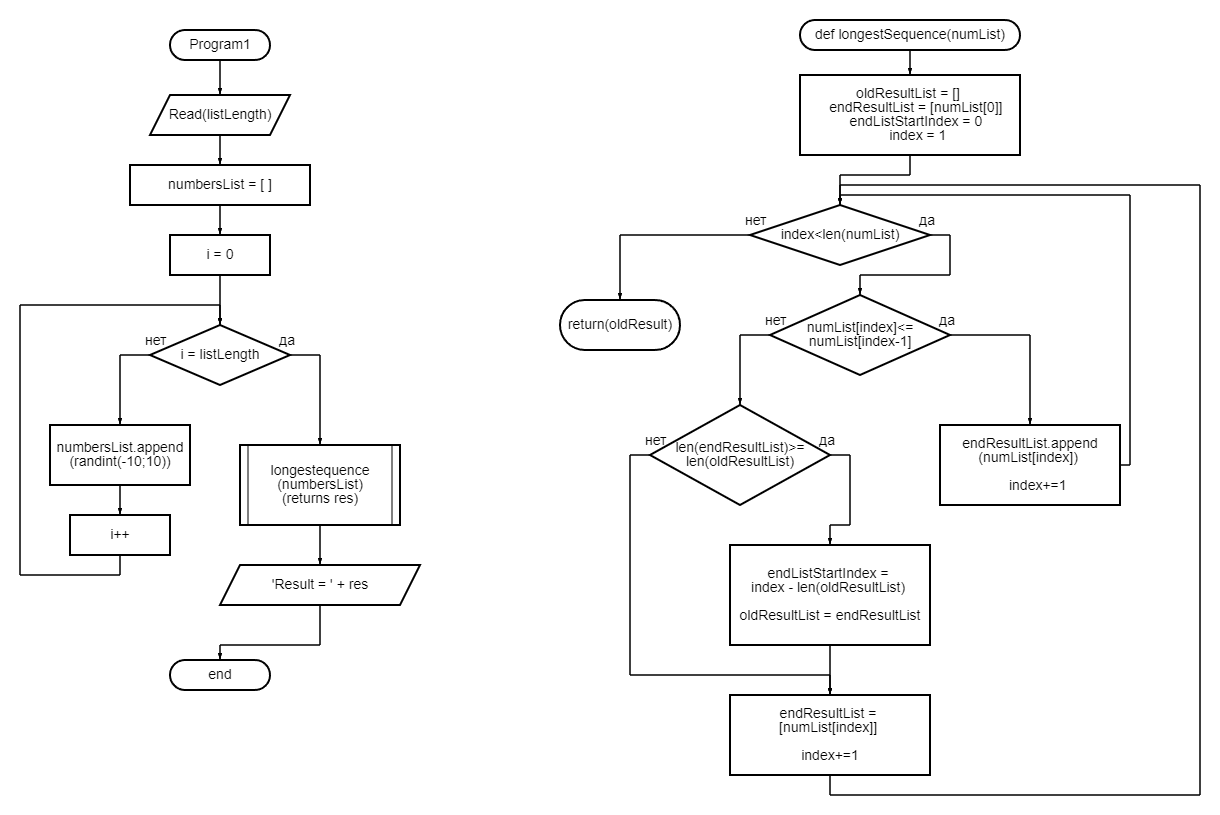 Program1
Read(listLength)
numbersList = [ ]
i = 0
нет
да
i = listLength
numbersList.append
(randint(-10;10))
i++
longestequence
(numbersList)
(returns res)
'Result = ' + res
end
def longestSequence(numList)
oldResultList = []
endResultList = [numList[0]]
endListStartIndex = 0
index = 1
нет
да
index<len(numList)
return(oldResult)
нет
да
numList[index]<=
numList[index-1]
нет
да
len(endResultList)>=
len(oldResultList)
endResultList.append
(numList[index])
index+=1
endListStartIndex =
index - len(oldResultList)
oldResultList = endResultList
endResultList =
[numList[index]]
index+=1